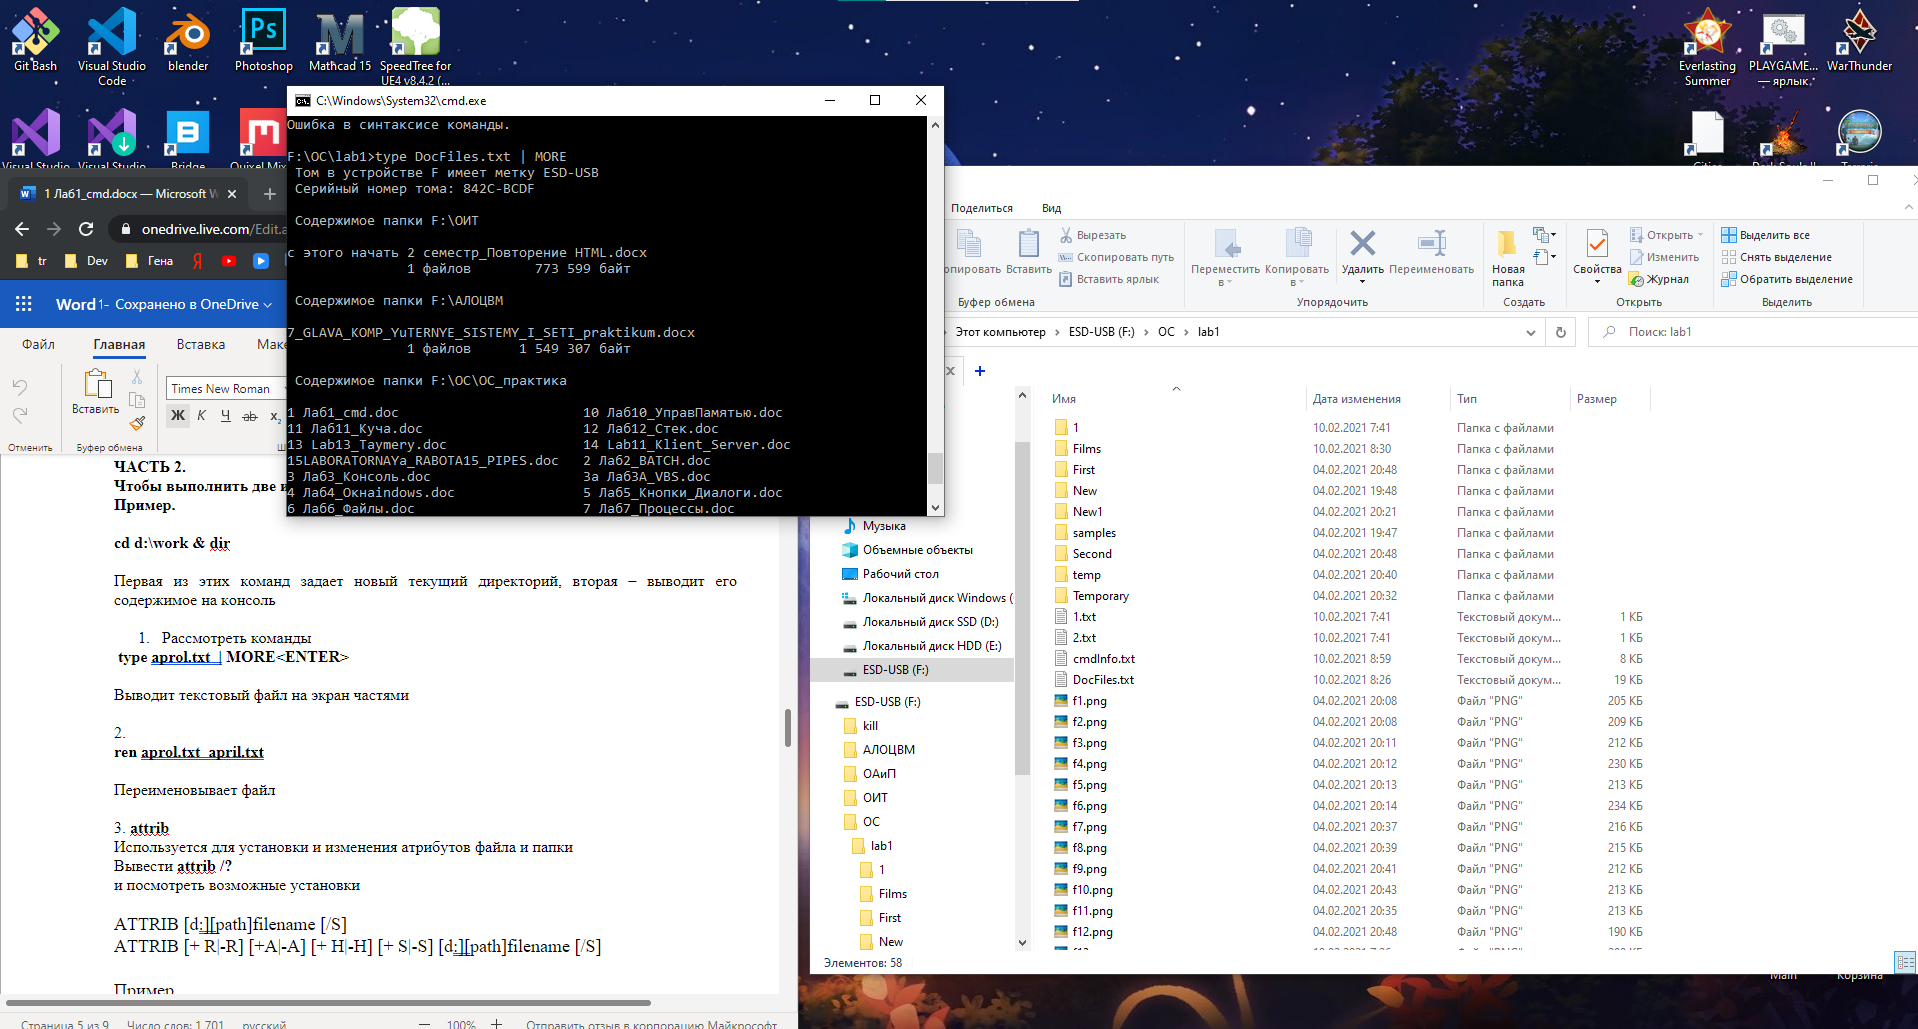 Git Bash
Visual Studio
Code
blender
Photoshop
Mathcad 15
SpeedTree for
UE4 v8.4.2 (...
Everlasting
Summer
PLAYGAME...
— ярлык
WarThunder
Visual Studio
Visual Studio
Bridge
Quixel Mix
C:\Windows\System32\cmd.exe
Ошибка в синтаксисе команды.
F:\ОС\lab1>type DocFiles.txt | MORE
Том в устройстве F имеет метку ESD-USB
Серийный номер тома: 842C-BCDF
Содержимое папки F:\ОИТ
с этого начать 2 семестр_Повторение HTML.docx
1 файлов 773 599 байт
Содержимое папки F:\АЛОЦВМ
7_GLAVA_KOMP_YuTERNYE_SISTEMY_I_SETI_praktikum.docx
1 файлов 1 549 307 байт
Содержимое папки F:\ОС\ОС_практика
1 Лаб1_cmd.doc 10 Лаб10_УправПамятью.doc
11 Лаб11_Куча.doc 12 Лаб12_Стек.doc
13 Lab13_Taymery.doc 14 Lab11_Klient_Server.doc
15LABORATORNAYa_RABOTA15_PIPES.doc 2 Лаб2_BATCH.doc
3 Лаб3_Консоль.doc 3а Лаб3А_VBS.doc
4 Лаб4_Окнаindows.doc 5 Лаб5_Кнопки_Диалоги.doc
6 Лаб6_Файлы.doc 7 Лаб7_Процессы.doc
1 Лаб1_cmd.docx — Microsoft W
onedrive.live.com/Edit.a
tr
Dev
Гена
Word
1- Сохранено в OneDrive
Файл
Главная
Вставка
Маке
Вставить
Times New Roman
Ж К Ч
ab
x₂
Отменить
Буфер обмена
ЧАСТЬ 2.
Чтобы выполнить две
Пример.
cd d:\work & dir
Первая из этих команд задает новый текущий директорий, вторая – выводит его
содержимое на консоль
1. Рассмотреть команды
type aprol.txt | MORE<ENTER>
Выводит текстовый файл на экран частями
2.
ren aprol.txt april.txt
Переименовывает файл
3. attrib
Используется для установки и изменения атрибутов файла и папки
Вывести attrib /?
и посмотреть возможные установки
ATTRIB [d:][path]filename [/S]
ATTRIB [+ R|-R] [+A|-A] [+ H|-H] [+ S|-S] [d:][path]filename [/S]
Пример
Страница 5 из 9
Число слов: 1 701
русский
100%
Отправить отзыв в корпорацию Майкрософт
Поделиться
Вид
опировать
Вставить
Вырезать
Скопировать путь
Вставить ярлык
Буфер обмена
Переместить
в
Копировать
в
Удалить
Переименовать
Упорядочить
Новая
папка
Создать
Свойства
Открыть
Изменить
Журнал
Открыть
Выделить все
Снять выделение
Обратить выделение
Выделить
Этот компьютер > ESD-USB (F:) > ОС > lab1
Поиск: lab1
Музыка
Объемные объекты
Рабочий стол
Локальный диск Windows (
Локальный диск SSD (D:)
Локальный диск HDD (E:)
ESD-USB (F:)
ESD-USB (F:)
kill
АЛОЦВМ
ОАиП
ОИТ
ОС
lab1
1
Films
First
New
Имя Дата изменения Тип Размер
1 10.02.2021 7:41 Папка с файлами
Films 10.02.2021 8:30 Папка с файлами
First 04.02.2021 20:48 Папка с файлами
New 04.02.2021 19:48 Папка с файлами
New1 04.02.2021 20:21 Папка с файлами
samples 04.02.2021 19:47 Папка с файлами
Second 04.02.2021 20:48 Папка с файлами
temp 04.02.2021 20:40 Папка с файлами
Temporary 04.02.2021 20:32 Папка с файлами
1.txt 10.02.2021 7:41 Текстовый докум... 1 КБ
2.txt 10.02.2021 7:41 Текстовый докум... 1 КБ
cmdInfo.txt 10.02.2021 8:59 Текстовый докум... 8 КБ
DocFiles.txt 10.02.2021 8:26 Текстовый докум... 19 КБ
f1.png 04.02.2021 20:08 Файл "PNG" 205 КБ
f2.png 04.02.2021 20:08 Файл "PNG" 209 КБ
f3.png 04.02.2021 20:11 Файл "PNG" 212 КБ
f4.png 04.02.2021 20:12 Файл "PNG" 230 КБ
f5.png 04.02.2021 20:13 Файл "PNG" 213 КБ
f6.png 04.02.2021 20:14 Файл "PNG" 234 КБ
f7.png 04.02.2021 20:37 Файл "PNG" 216 КБ
f8.png 04.02.2021 20:39 Файл "PNG" 215 КБ
f9.png 04.02.2021 20:41 Файл "PNG" 212 КБ
f10.png 04.02.2021 20:43 Файл "PNG" 213 КБ
f11.png 04.02.2021 20:35 Файл "PNG" 213 КБ
f12.png 04.02.2021 20:48 Файл "PNG" 190 КБ
Элементов: 58
Main
Корзина